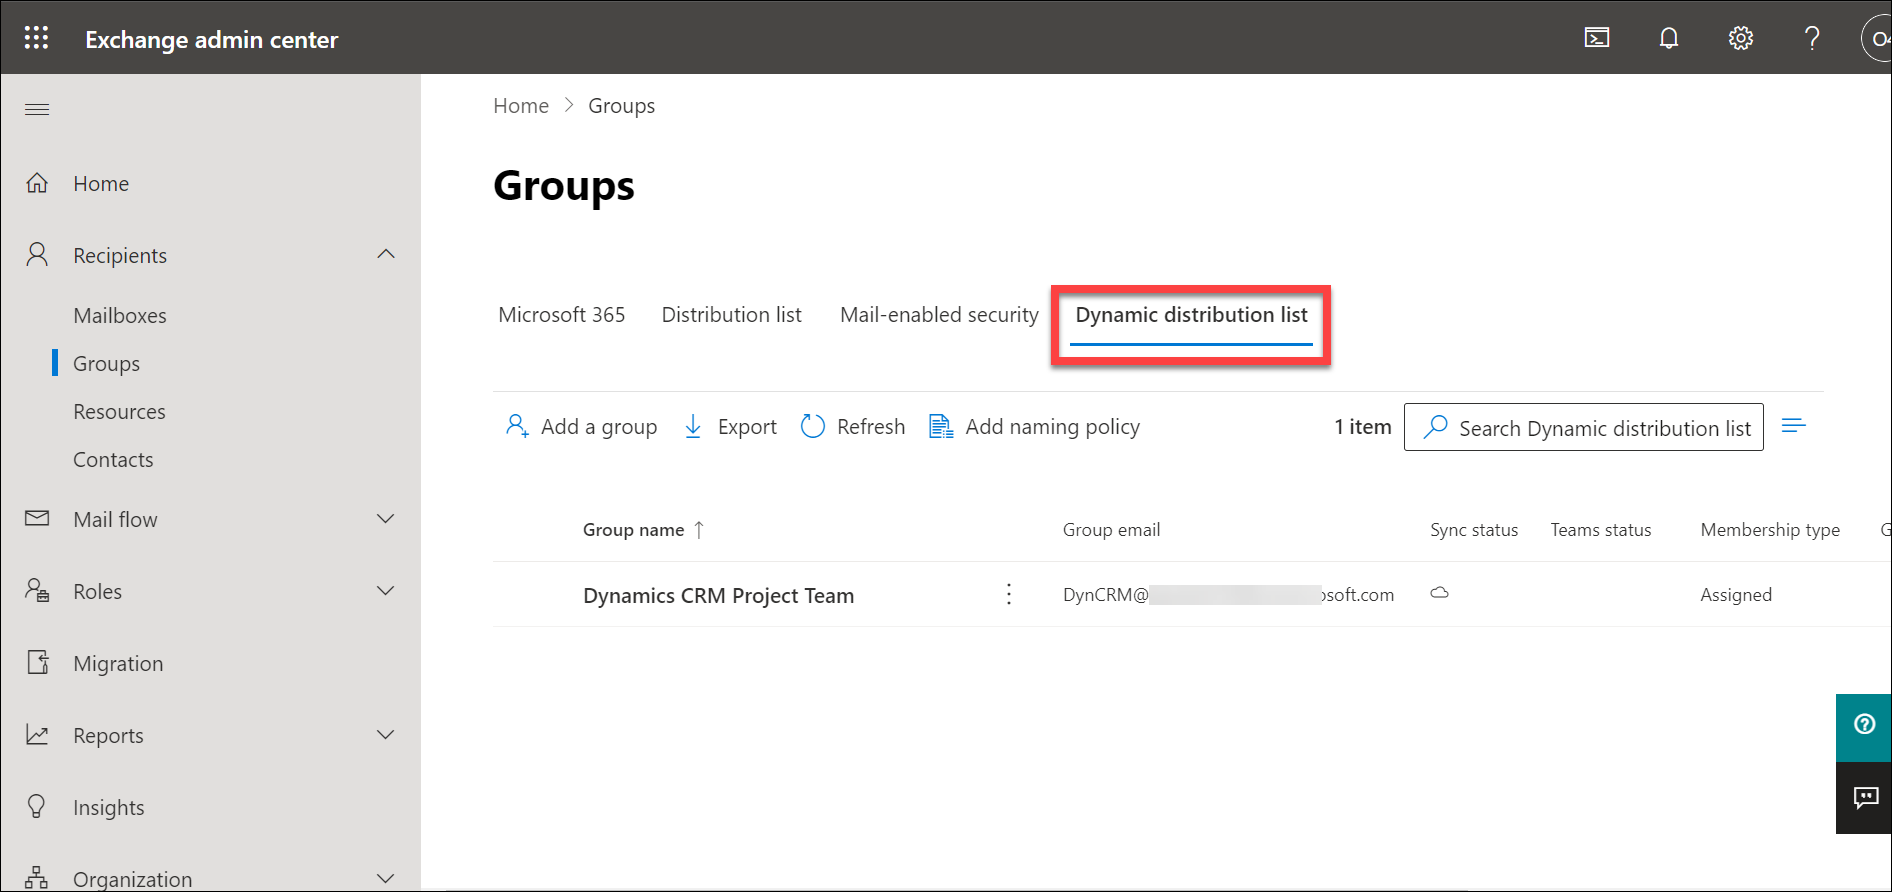 Exchange admin center
Home > Groups
Groups
Home
Recipients
Mailboxes
Groups
Resources
Contacts
Mail flow
Roles
Migration
Reports
Insights
Organization
Microsoft 365 Distribution list Mail-enabled security Dynamic distribution list
Add a group Export Refresh Add naming policy 1 item Search Dynamic distribution list
Group name ↑ Group email Sync status Teams status Membership type
Dynamics CRM Project Team DynCRM@ osoft.com Assigned